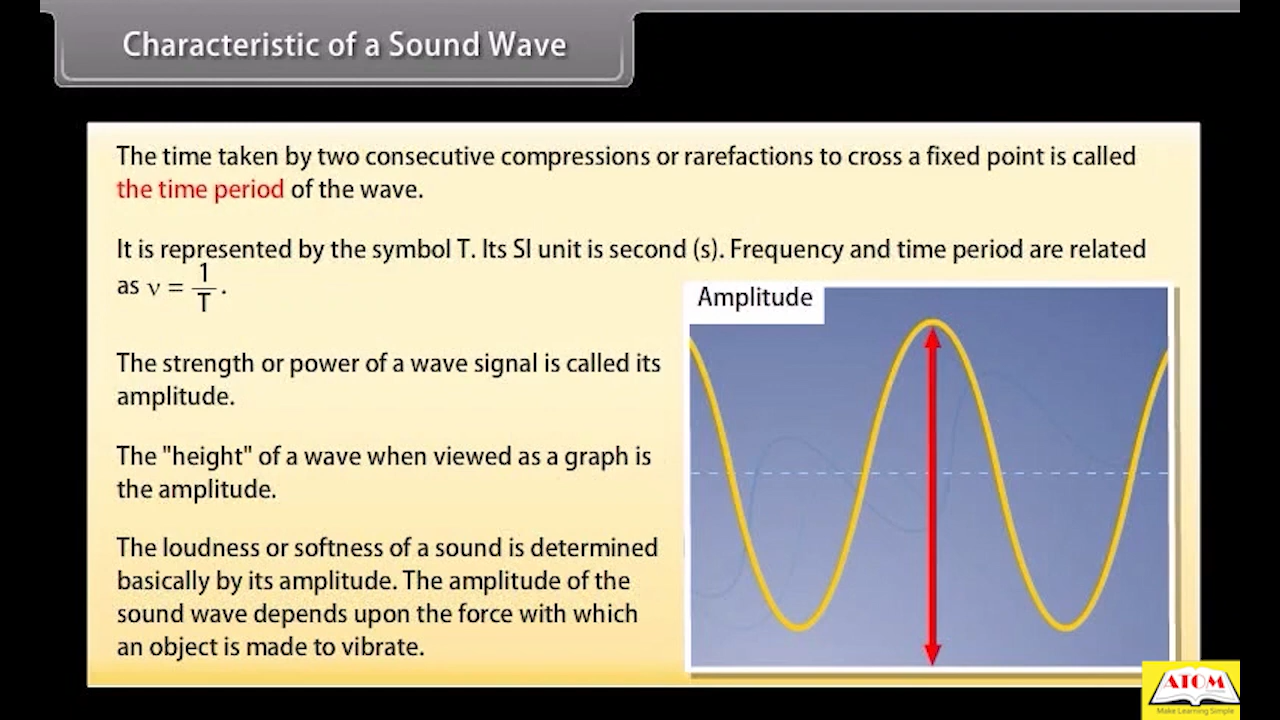 Characteristic of a Sound Wave
The time taken by two consecutive compressions or rarefactions to cross a fixed point is called
the time period of the wave.
It is represented by the symbol T. Its SI unit is second (s). Frequency and time period are related
as ν = 1/T.
Amplitude
The strength or power of a wave signal is called its
amplitude.
The "height" of a wave when viewed as a graph is
the amplitude.
The loudness or softness of a sound is determined
basically by its amplitude. The amplitude of the
sound wave depends upon the force with which
an object is made to vibrate.
ATOM
Make Learning Simple